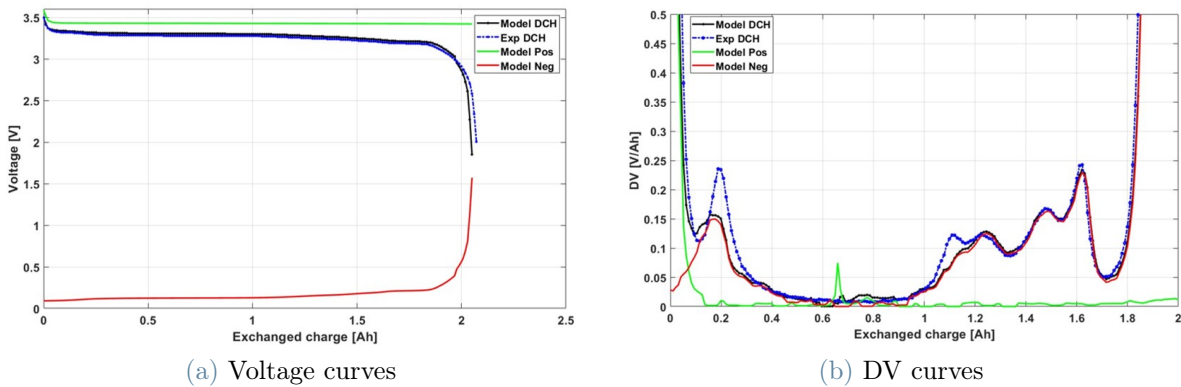 3.5
3
2.5
2
1.5
1
0.5
0
Voltage [V]
0 0.5 1 1.5 2 2.5
Exchanged charge [Ah]
Model DCH
Exp DCH
Model Pos
Model Neg
(a) Voltage curves
0.5
0.45
0.4
0.35
0.3
0.25
0.2
0.15
0.1
0.05
0
DV [V/Ah]
0 0.2 0.4 0.6 0.8 1 1.2 1.4 1.6 1.8 2
Exchanged charge [Ah]
Model DCH
Exp DCH
Model Pos
Model Neg
(b) DV curves